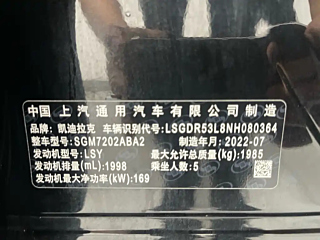 中国 上汽通用汽车有限公司制造
品牌: 凯迪拉克 车辆识别代号: LSGDR53L8NH080364
整车型号: SGM7202ABA2 制造年月: 2022-07
发动机型号: LSY 最大允许总质量(kg): 1985
发动机排量(mL): 1998 乘坐人数: 5
发动机最大净功率(kW): 169